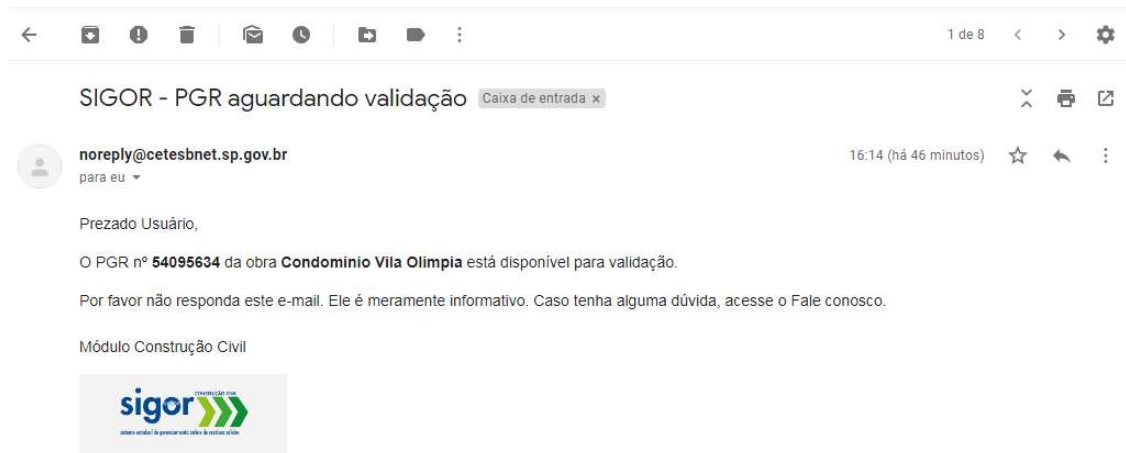 1 de 8
SIGOR - PGR aguardando validação Caixa de entrada x
noreply@cetesbnet.sp.gov.br 16:14 (há 46 minutos)
para eu
Prezado Usuário,
O PGR nº 54095634 da obra Condominio Vila Olimpia está disponível para validação.
Por favor não responda este e-mail. Ele é meramente informativo. Caso tenha alguma dúvida, acesse o Fale conosco.
Módulo Construção Civil
CONSTRUÇÃO CIVIL
sigor